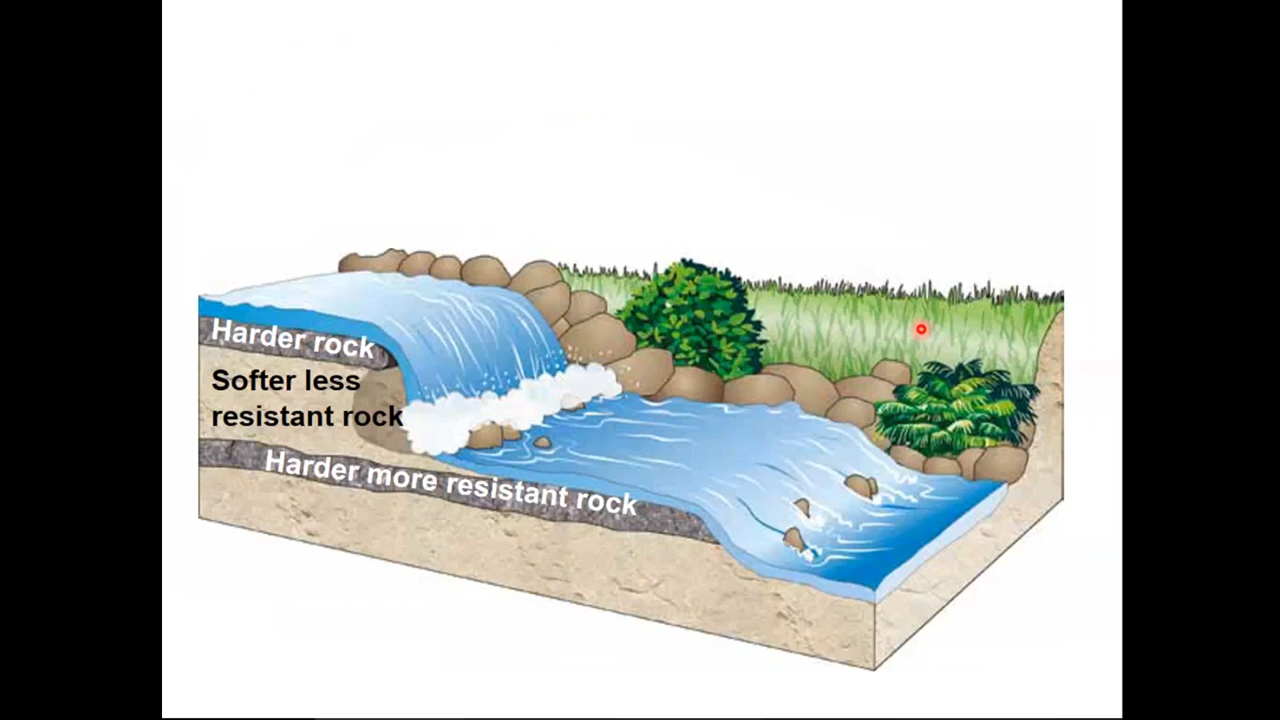 Harder rock
Softer less
resistant rock
Harder more resistant rock